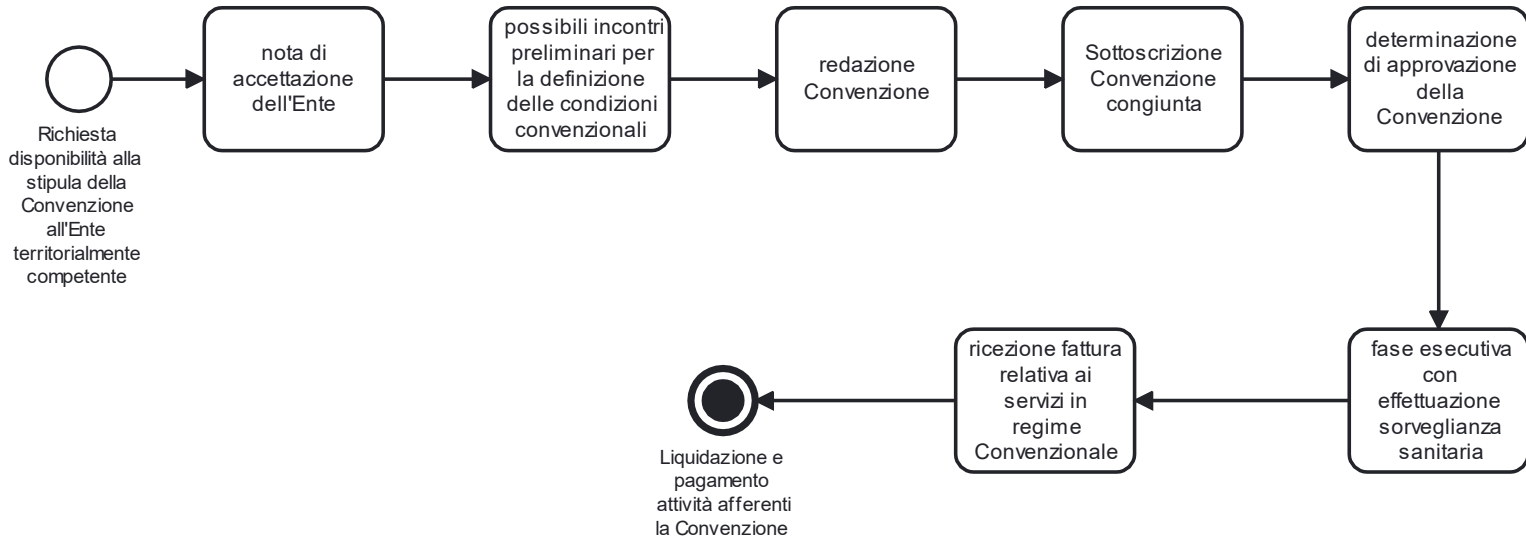 Richiesta
disponibilità alla
stipula della
Convenzione
all'Ente
territorialmente
competente
nota di
accettazione
dell'Ente
possibili incontri
preliminari per
la definizione
delle condizioni
convenzionali
redazione
Convenzione
Sottoscrizione
Convenzione
congiunta
determinazione
di approvazione
della
Convenzione
fase esecutiva
con
effettuazione
sorveglianza
sanitaria
ricezione fattura
relativa ai
servizi in
regime
Convenzionale
Liquidazione e
pagamento
attività afferenti
la Convenzione